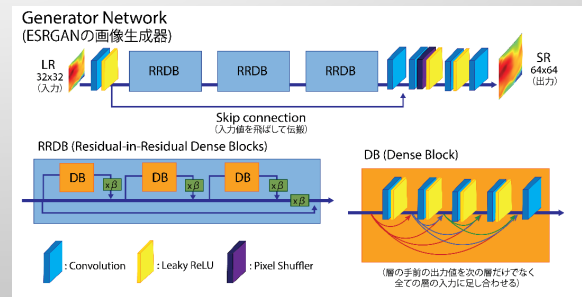 Generator Network
(ESRGANの画像生成器)
LR
32x32
(入力)
RRDB
RRDB
RRDB
SR
64x64
(出力)
Skip connection
(入力値を飛ばして伝搬)
RRDB (Residual-in-Residual Dense Blocks)
DB
xβ
DB
xβ
DB
xβ
xβ
DB (Dense Block)
(層の手前の出力値を次の層だけでなく
全ての層の入力に足し合わせる)
: Convolution
: Leaky ReLU
: Pixel Shuffler